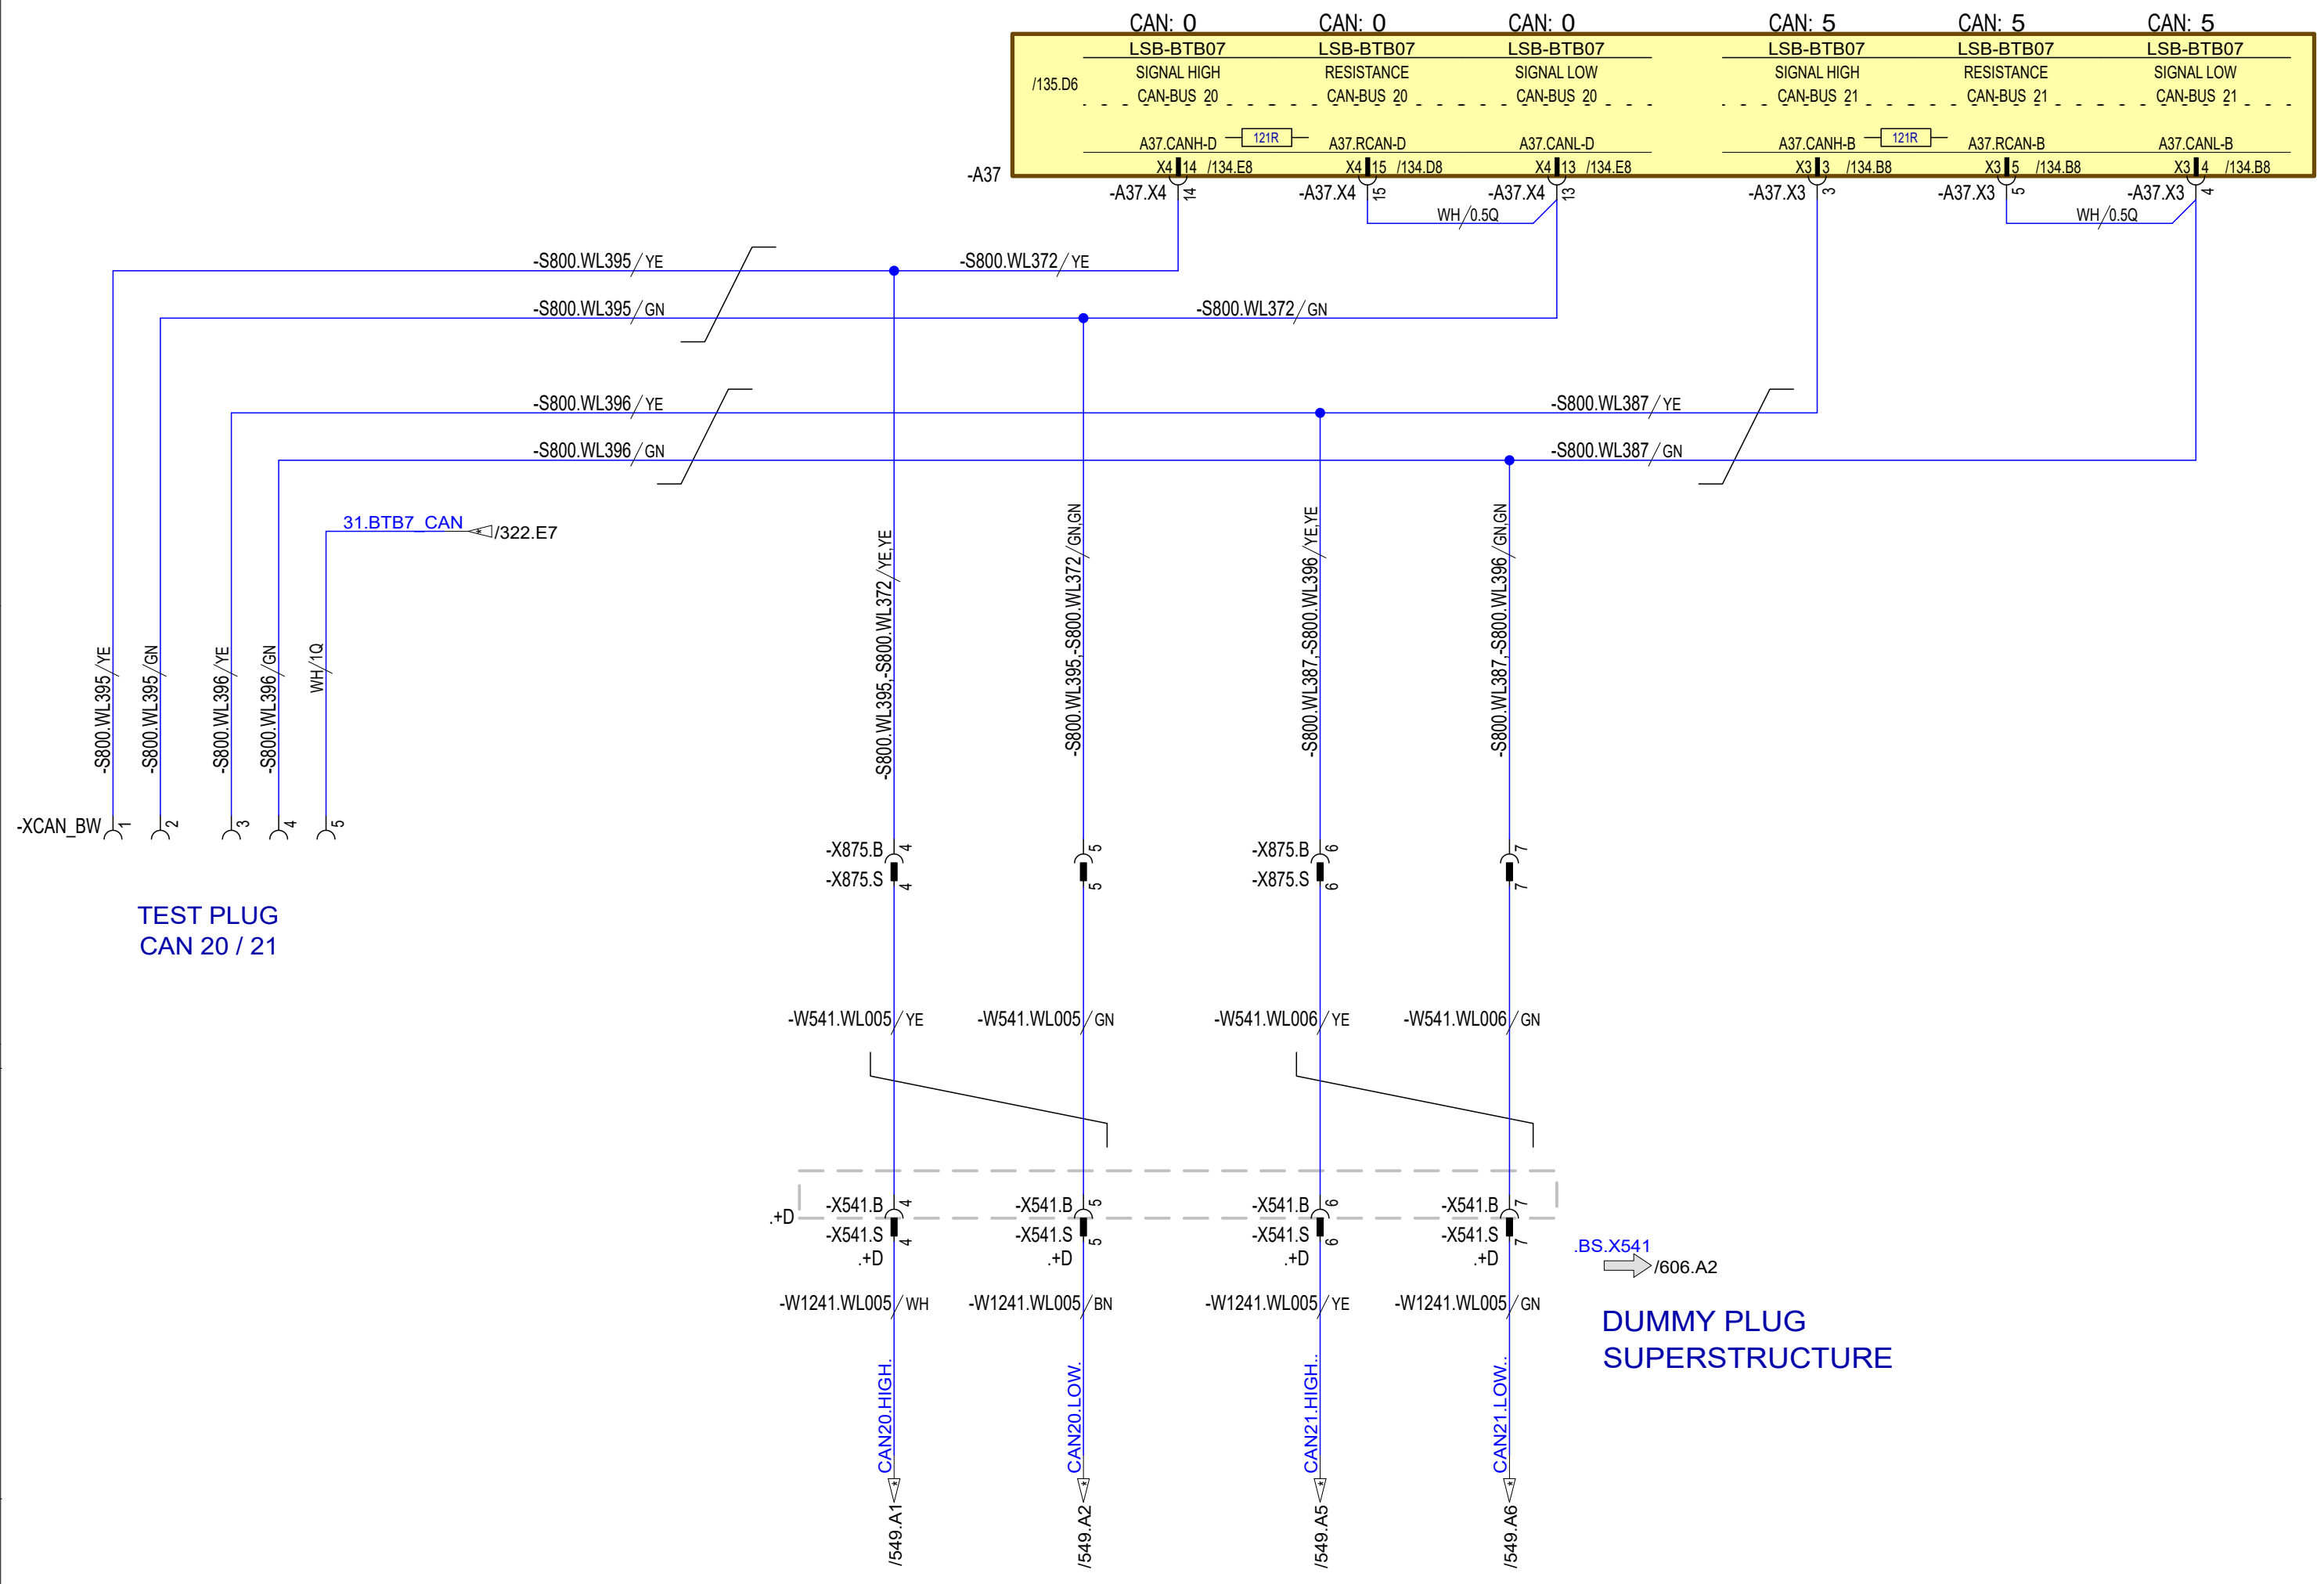 CAN: 0 CAN: 0 CAN: 0 CAN: 5 CAN: 5 CAN: 5
LSB-BTB07 LSB-BTB07 LSB-BTB07 LSB-BTB07 LSB-BTB07 LSB-BTB07
SIGNAL HIGH RESISTANCE SIGNAL LOW SIGNAL HIGH RESISTANCE SIGNAL LOW
/135.D6
CAN-BUS 20 CAN-BUS 20 CAN-BUS 20 CAN-BUS 21 CAN-BUS 21 CAN-BUS 21
A37.CANH-D 121R A37.RCAN-D A37.CANL-D A37.CANH-B 121R A37.RCAN-B A37.CANL-B
X4 14 /134.E8 X4 15 /134.D8 X4 13 /134.E8 X3 3 /134.B8 X3 5 /134.B8 X3 4 /134.B8
-A37
-A37.X4 14 -A37.X4 15 -A37.X4 13 -A37.X3 3 -A37.X3 5 -A37.X3 4
WH/0.5Q WH/0.5Q
-S800.WL395/YE -S800.WL372/YE
-S800.WL395/GN -S800.WL372/GN
-S800.WL396/YE -S800.WL387/YE
-S800.WL396/GN -S800.WL387/GN
31.BTB7_CAN * /322.E7
-S800.WL395/YE
-S800.WL395/GN
-S800.WL396/YE
-S800.WL396/GN
WH/1Q
-S800.WL395,-S800.WL372/YE,YE
-S800.WL395,-S800.WL372/GN,GN
-S800.WL387,-S800.WL396/YE,YE
-S800.WL387,-S800.WL396/GN,GN
-XCAN_BW 1 2 3 4 5
-X875.B 4 5 -X875.B 6 7
-X875.S 4 5 -X875.S 6 7
TEST PLUG
CAN 20 / 21
-W541.WL005/YE -W541.WL005/GN -W541.WL006/YE -W541.WL006/GN
-X541.B 4 -X541.B 5 -X541.B 6 -X541.B 7
.+D
-X541.S 4 -X541.S 5 -X541.S 6 -X541.S 7
.+D .+D .+D .+D
.BS.X541
/606.A2
-W1241.WL005/WH -W1241.WL005/BN -W1241.WL005/YE -W1241.WL005/GN
DUMMY PLUG
SUPERSTRUCTURE
CAN20.HIGH.
CAN20.LOW.
CAN21.HIGH..
CAN21.LOW..
* * * *
/549.A1
/549.A2
/549.A5
/549.A6